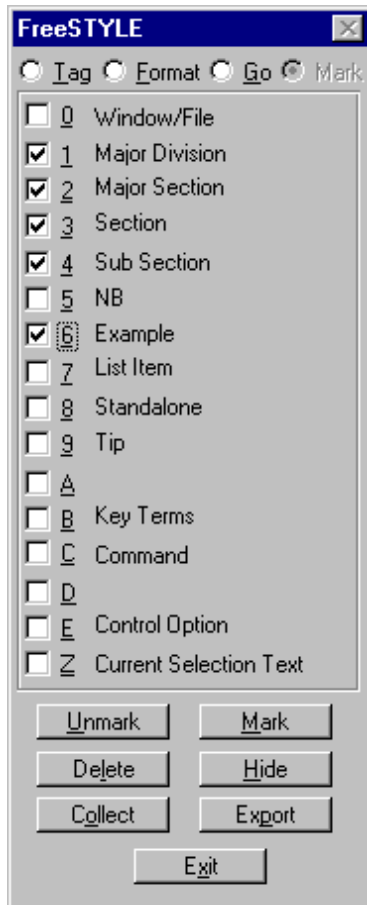 FreeSTYLE
Tag Format Go Mark
0 Window/File
1 Major Division
2 Major Section
3 Section
4 Sub Section
5 NB
6 Example
7 List Item
8 Standalone
9 Tip
A
B Key Terms
C Command
D
E Control Option
Z Current Selection Text
Unmark Mark
Delete Hide
Collect Export
Exit